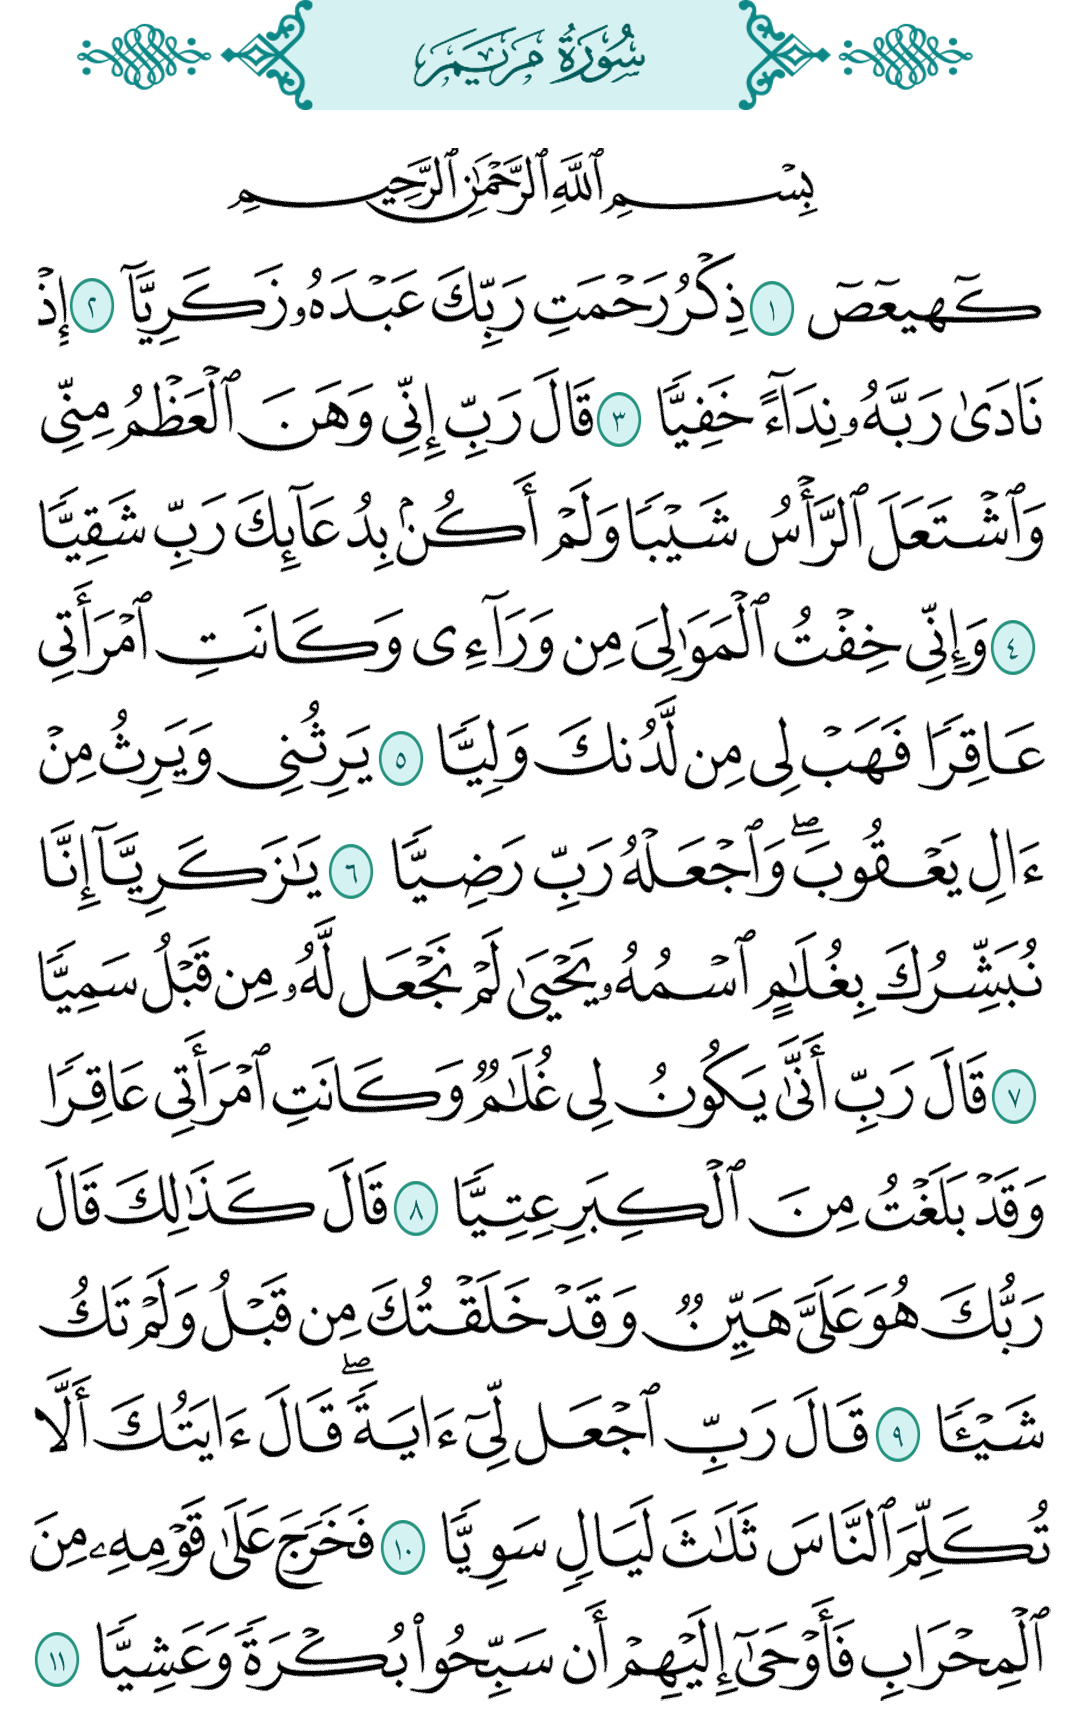 سُورَةُ مَرْيَمَ
بِسْمِ ٱللَّهِ ٱلرَّحْمَٰنِ ٱلرَّحِيمِ
كٓهيعٓصٓ ١ ذِكْرُ رَحْمَتِ رَبِّكَ عَبْدَهُۥ زَكَرِيَّآ ٢ إِذْ
نَادَىٰ رَبَّهُۥ نِدَآءً خَفِيًّا ٣ قَالَ رَبِّ إِنِّي وَهَنَ ٱلْعَظْمُ مِنِّي
وَٱشْتَعَلَ ٱلرَّأْسُ شَيْبًا وَلَمْ أَكُنۢ بِدُعَآئِكَ رَبِّ شَقِيًّا
٤ وَإِنِّي خِفْتُ ٱلْمَوَٰلِيَ مِن وَرَآءِى وَكَانَتِ ٱمْرَأَتِي
عَاقِرًا فَهَبْ لِي مِن لَّدُنكَ وَلِيًّا ٥ يَرِثُنِي وَيَرِثُ مِنْ
ءَالِ يَعْقُوبَۖ وَٱجْعَلْهُ رَبِّ رَضِيًّا ٦ يَٰزَكَرِيَّآ إِنَّا
نُبَشِّرُكَ بِغُلَٰمٍ ٱسْمُهُۥ يَحْيَىٰ لَمْ نَجْعَل لَّهُۥ مِن قَبْلُ سَمِيًّا
٧ قَالَ رَبِّ أَنَّىٰ يَكُونُ لِي غُلَٰمٌ وَكَانَتِ ٱمْرَأَتِي عَاقِرًا
وَقَدْ بَلَغْتُ مِنَ ٱلْكِبَرِ عِتِيًّا ٨ قَالَ كَذَٰلِكَ قَالَ
رَبُّكَ هُوَ عَلَيَّ هَيِّنٌ وَقَدْ خَلَقْتُكَ مِن قَبْلُ وَلَمْ تَكُ
شَيْـًٔا ٩ قَالَ رَبِّ ٱجْعَل لِّيٓ ءَايَةًۖ قَالَ ءَايَتُكَ أَلَّا
تُكَلِّمَ ٱلنَّاسَ ثَلَٰثَ لَيَالٍ سَوِيًّا ١٠ فَخَرَجَ عَلَىٰ قَوْمِهِۦ مِنَ
ٱلْمِحْرَابِ فَأَوْحَىٰٓ إِلَيْهِمْ أَن سَبِّحُوا۟ بُكْرَةً وَعَشِيًّا ١١